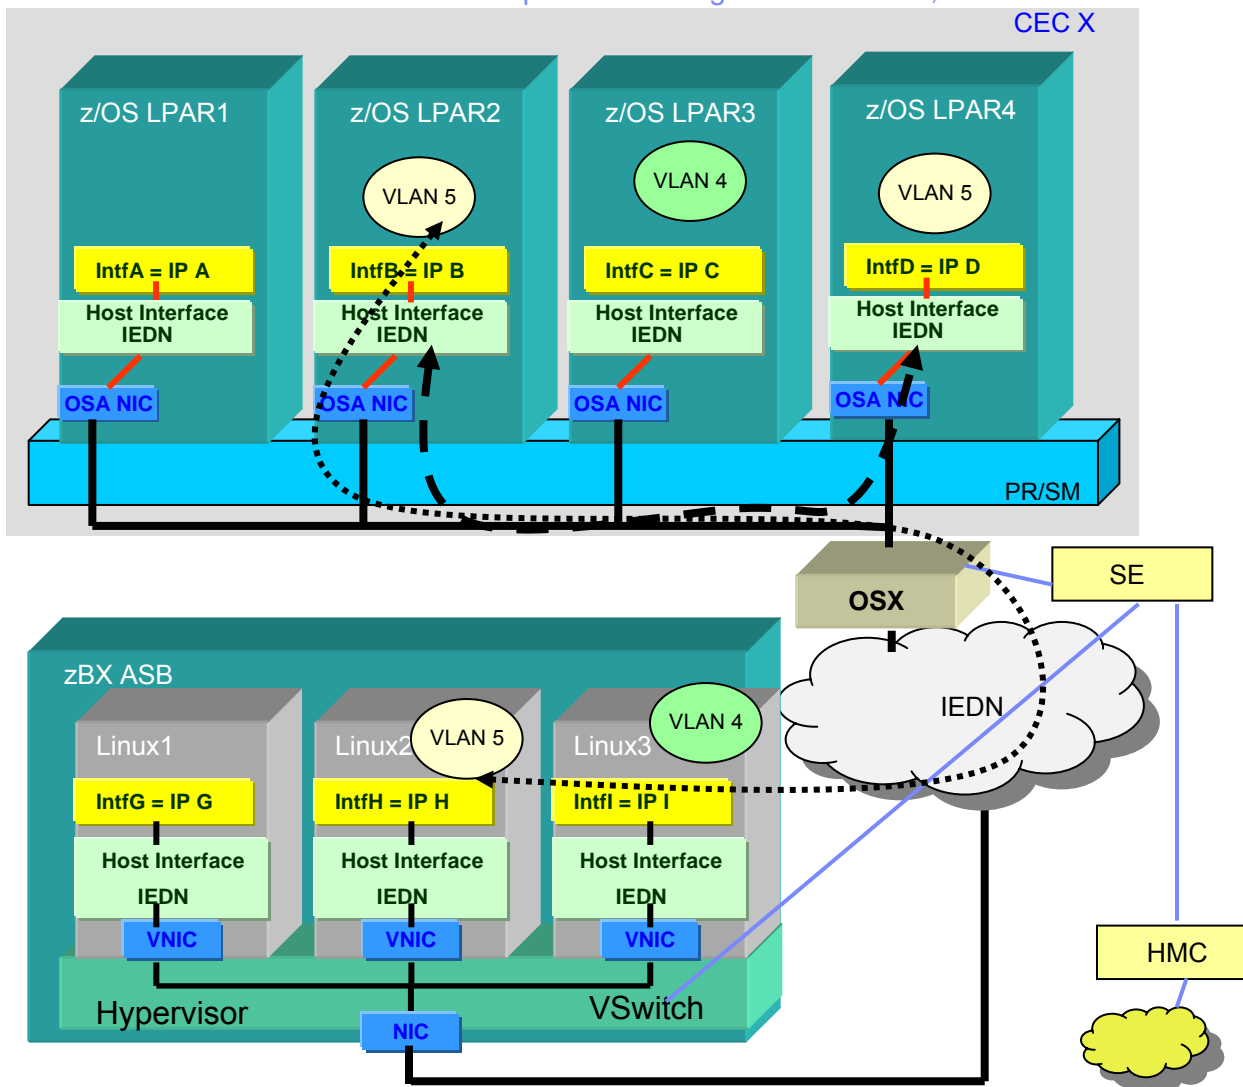 CEC X
z/OS LPAR1
z/OS LPAR2
z/OS LPAR3
z/OS LPAR4
VLAN 5
VLAN 4
VLAN 5
IntfA = IP A
IntfB = IP B
IntfC = IP C
IntfD = IP D
Host Interface
IEDN
Host Interface
IEDN
Host Interface
IEDN
Host Interface
IEDN
OSA NIC
OSA NIC
OSA NIC
OSA NIC
PR/SM
OSX
SE
IEDN
zBX ASB
Linux1
Linux2
Linux3
VLAN 5
VLAN 4
IntfG = IP G
IntfH = IP H
IntfI = IP I
Host Interface
IEDN
Host Interface
IEDN
Host Interface
IEDN
VNIC
VNIC
VNIC
HMC
Hypervisor
VSwitch
NIC